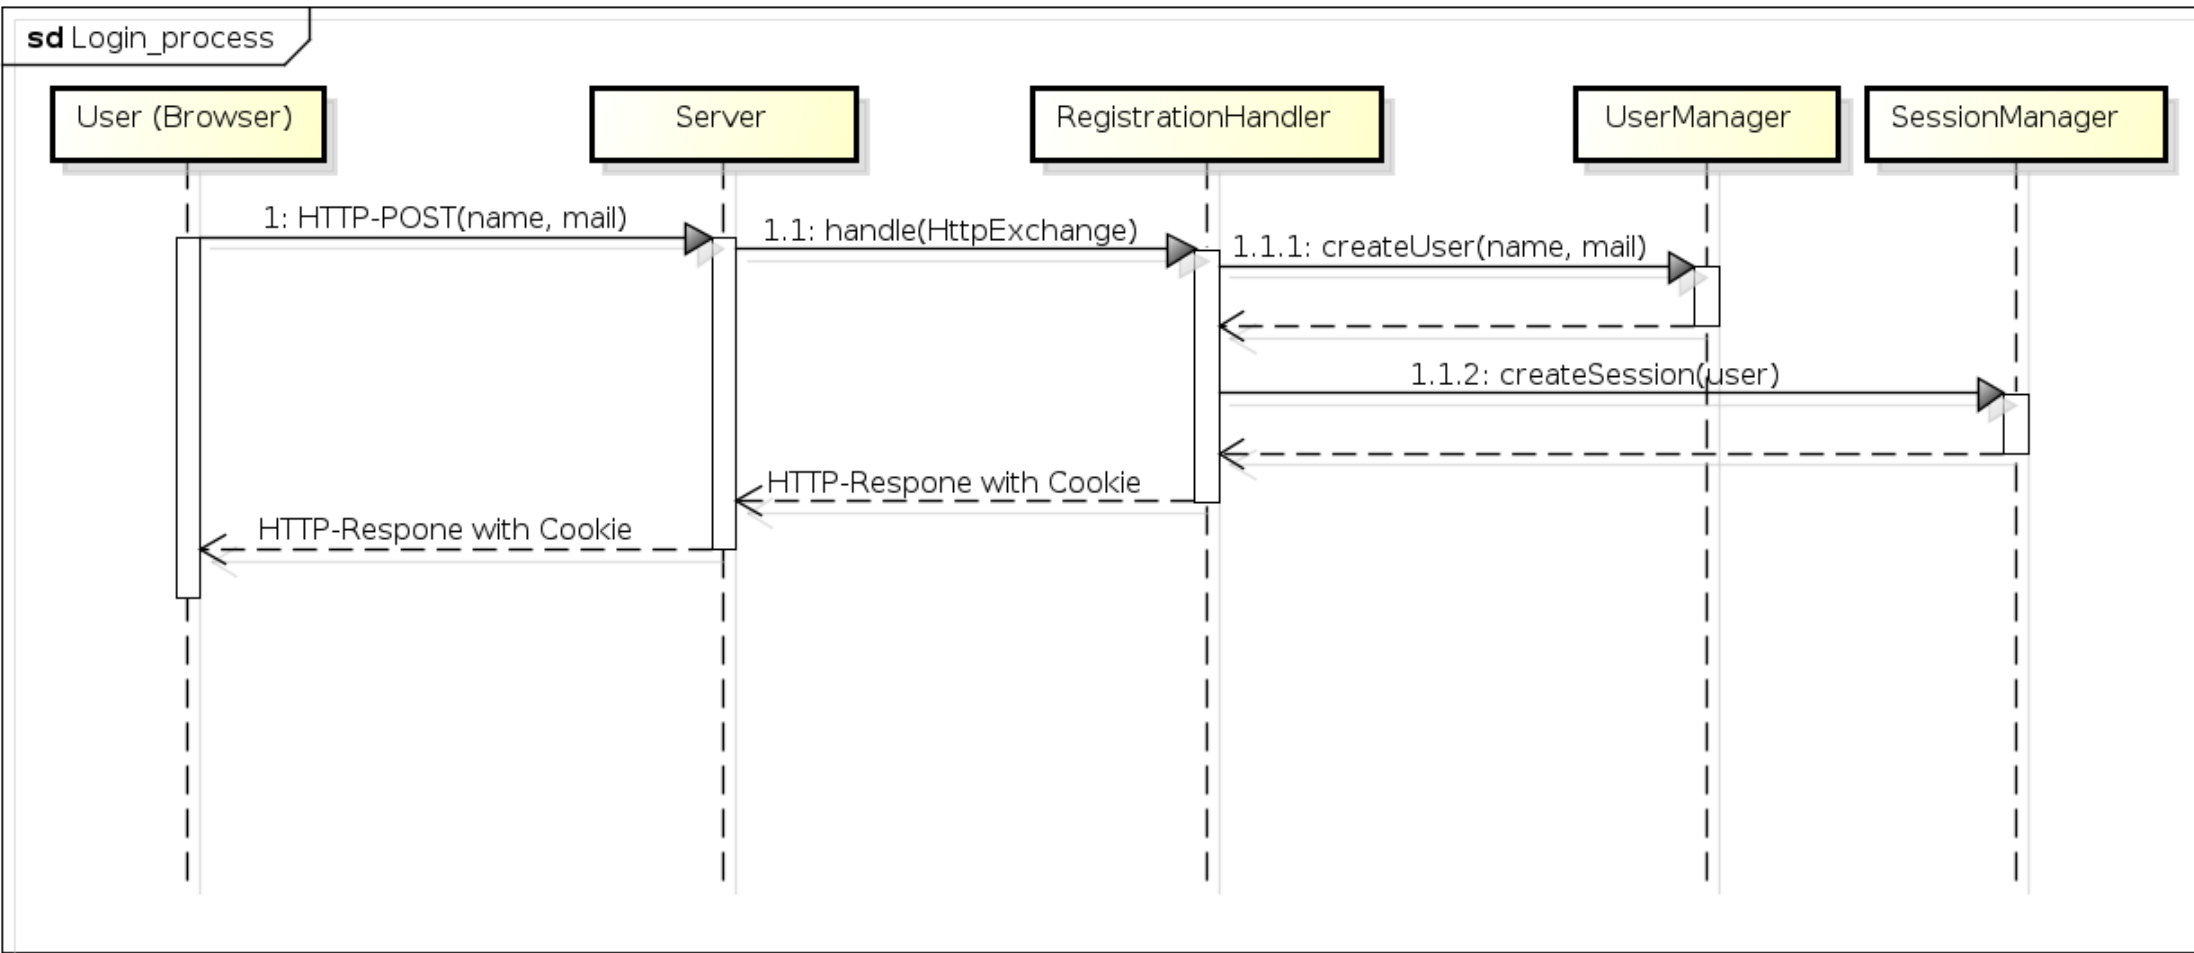 sd Login_process
User (Browser)
Server
RegistrationHandler
UserManager
SessionManager
1: HTTP-POST(name, mail)
1.1: handle(HttpExchange)
1.1.1: createUser(name, mail)
1.1.2: createSession(user)
HTTP-Respone with Cookie
HTTP-Respone with Cookie